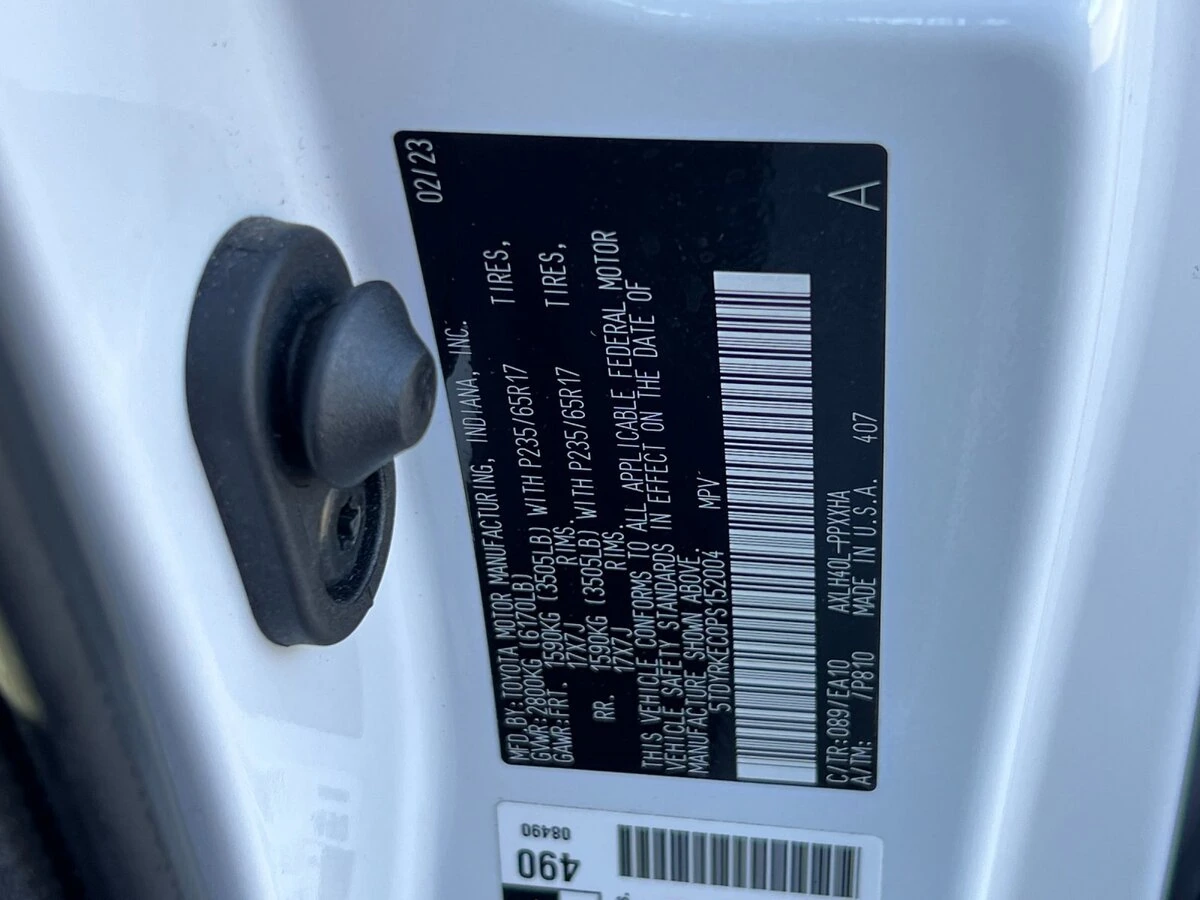 02/23
MFD.BY:TOYOTA MOTOR MANUFACTURING, INDIANA, INC.
GVWR:2800KG (6170LB)
GAWR:FRT. 1590KG (3505LB) WITH P235/65R17 TIRES,
17X7J RIMS.
RR. 1590KG (3505LB) WITH P235/65R17 TIRES,
17X7J RIMS.
THIS VEHICLE CONFORMS TO ALL APPLICABLE FEDERAL MOTOR
VEHICLE SAFETY STANDARDS IN EFFECT ON THE DATE OF
MANUFACTURE SHOWN ABOVE.
5TDYRKEC0PS152004 MPV
C/TR:089/EA10 AXLH40L-PPXXHA
A/TM: /P810 MADE IN U.S.A. 407
A
08490
490